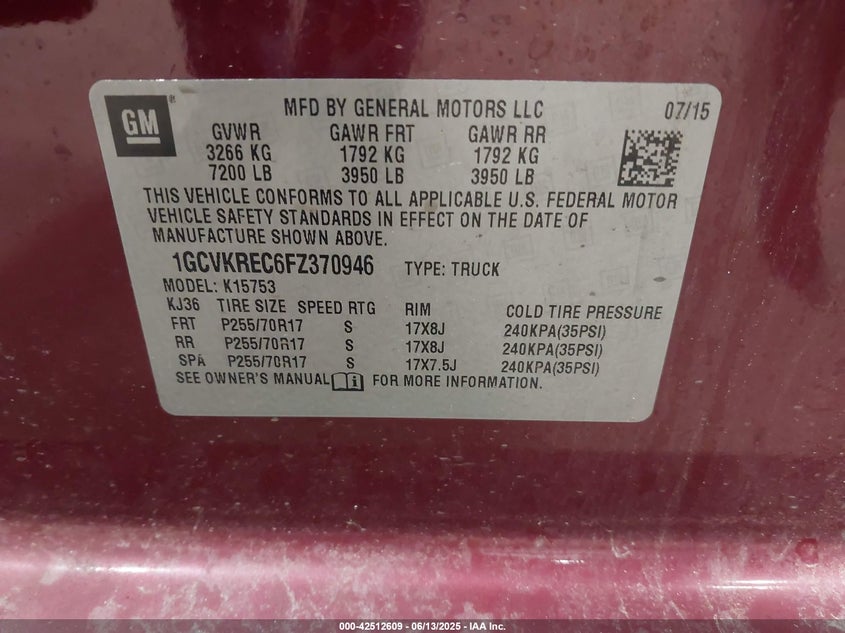 GM ® MFD BY GENERAL MOTORS LLC 07/15
GVWR GAWR FRT GAWR RR
3266 KG 1792 KG 1792 KG
7200 LB 3950 LB 3950 LB
THIS VEHICLE CONFORMS TO ALL APPLICABLE U.S. FEDERAL MOTOR
VEHICLE SAFETY STANDARDS IN EFFECT ON THE DATE OF
MANUFACTURE SHOWN ABOVE.
1GCVKREC6FZ370946 TYPE: TRUCK
MODEL: K15753
KJ36 TIRE SIZE SPEED RTG RIM COLD TIRE PRESSURE
FRT P255/70R17 S 17X8J 240KPA(35PSI)
RR P255/70R17 S 17X8J 240KPA(35PSI)
SPA P255/70R17 S 17X7.5J 240KPA(35PSI)
SEE OWNER'S MANUAL FOR MORE INFORMATION.
000-42512609 - 06/13/2025 - IAA Inc.